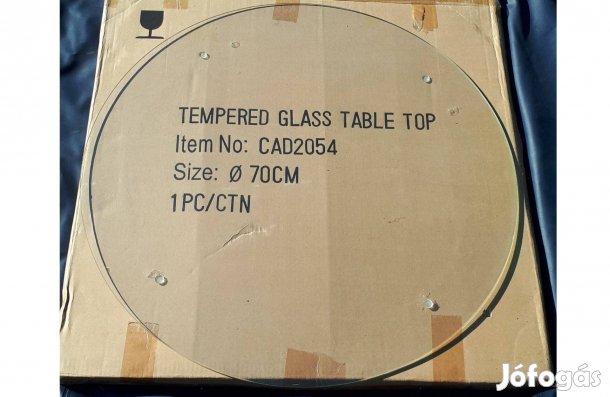 TEMPERED GLASS TABLE TOP
Item No: CAD2054
Size: Ø 70CM
1PC/CTN
Jófogás